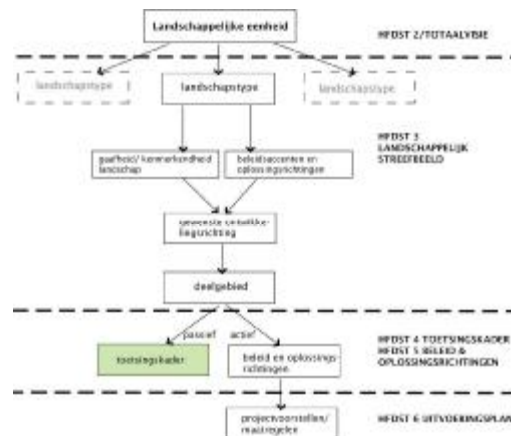 Landschappelijke eenheid
HFDST 2/TOTAALVISIE
landschapstype
landschapstype
landschapstype
HFDST 3
LANDSCHAPPELIJK
STREEFBEELD
gaafheid/ kenmerkendheid
landschap
beleidsaccenten en
oplossingsrichtingen
gewenste ontwikke-
lingsrichting
deelgebied
passief
actief
HFDST 4 TOETSINGSKADER
HFDST 5 BELEID &
OPLOSSINGSRICHTINGEN
toetsingskader
beleid en oplossings
richtingen
HFDST 6 UITVOERINGSPLAN
projectvoorstellen/
maatregelen